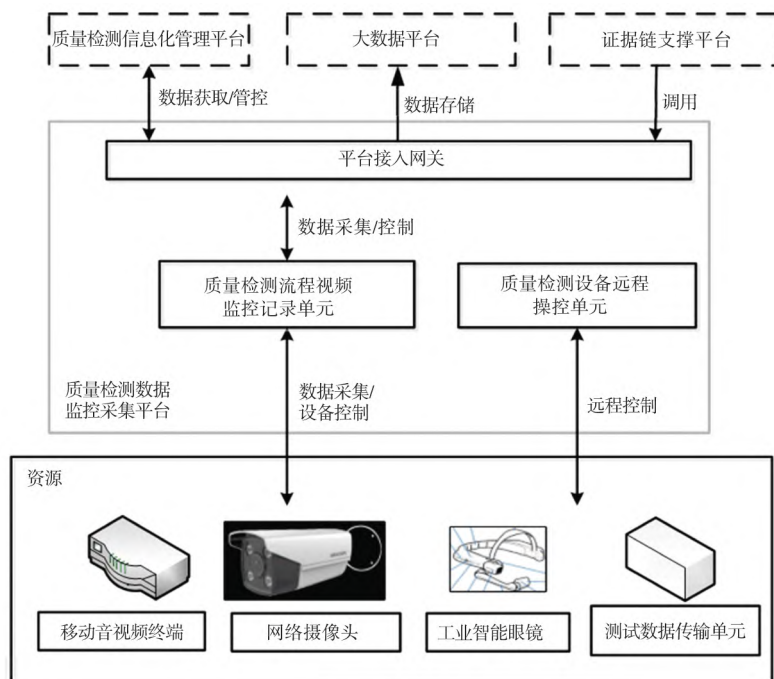 质量检测信息化管理平台
大数据平台
证据链支撑平台
数据获取/管控
数据存储
调用
平台接入网关
数据采集/控制
质量检测流程视频
监控记录单元
质量检测设备远程
操控单元
质量检测数据
监控采集平台
数据采集/
设备控制
远程控制
资源
移动音视频终端
网络摄像头
工业智能眼镜
测试数据传输单元